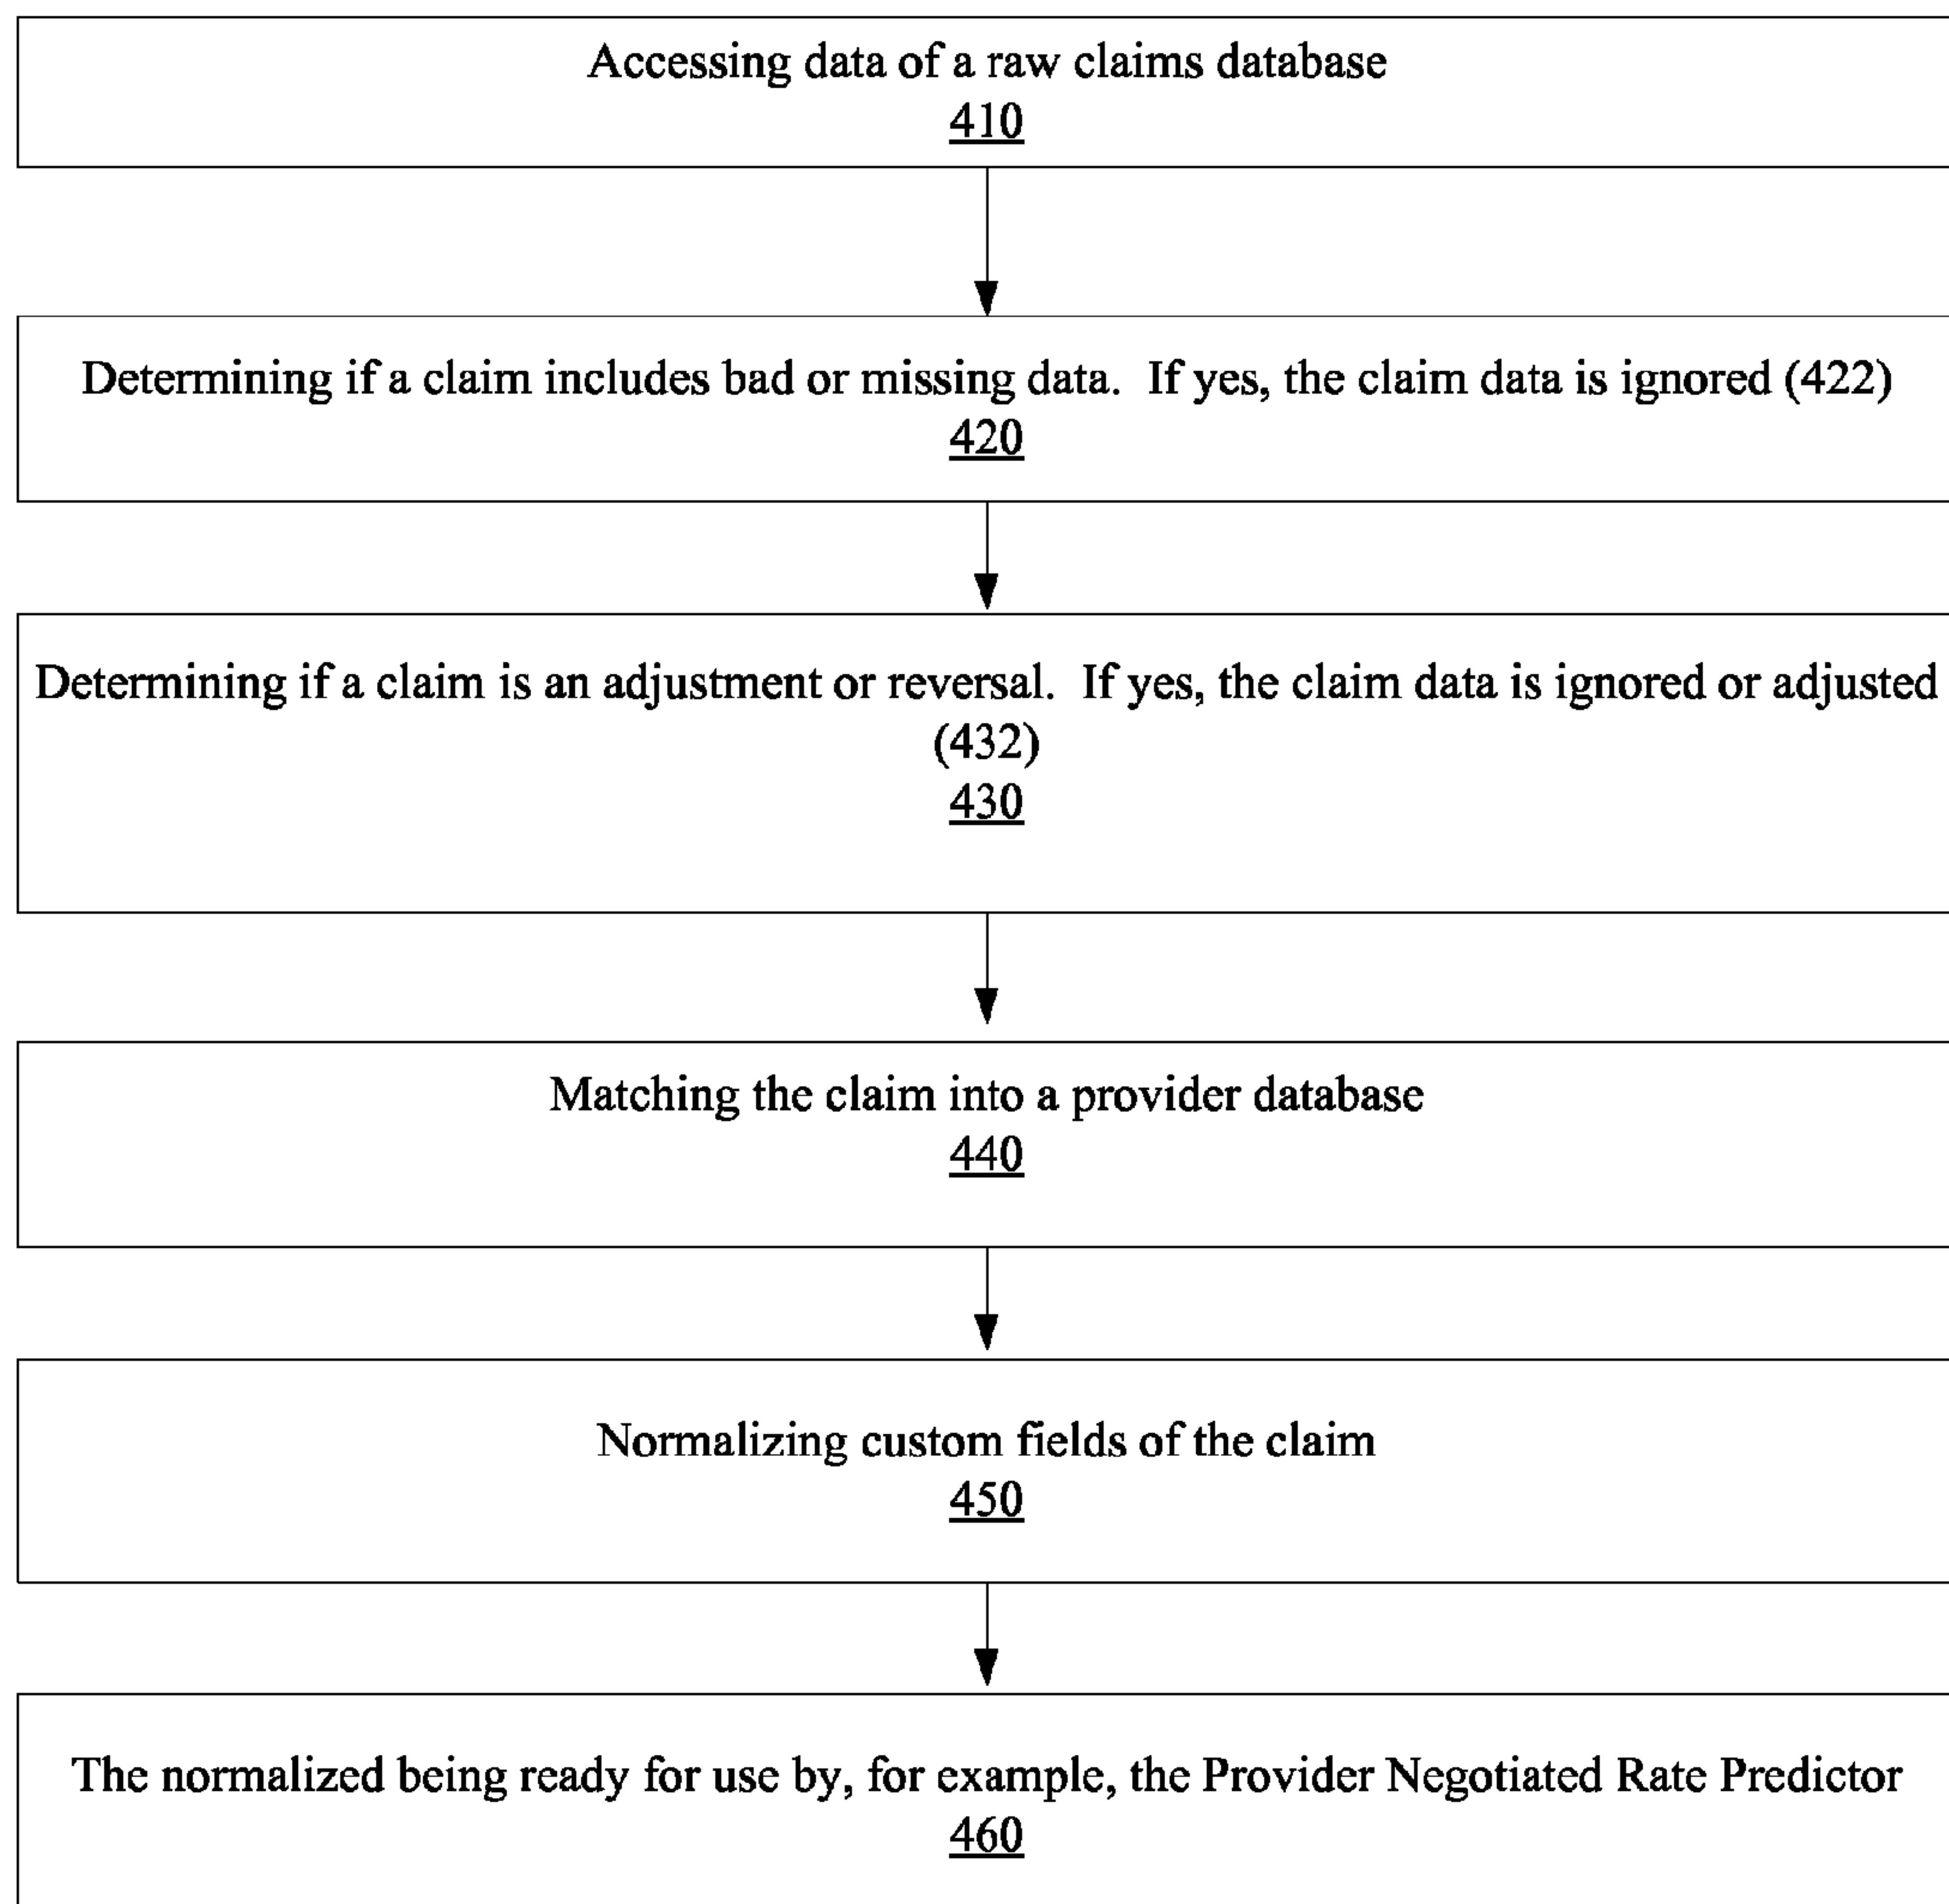 Accessing data of a raw claims database
410
Determining if a claim includes bad or missing data.  If yes, the claim data is ignored (422)
420
Determining if a claim is an adjustment or reversal.  If yes, the claim data is ignored or adjusted
(432)
430
Matching the claim into a provider database
440
Normalizing custom fields of the claim
450
The normalized being ready for use by, for example, the Provider Negotiated Rate Predictor
460